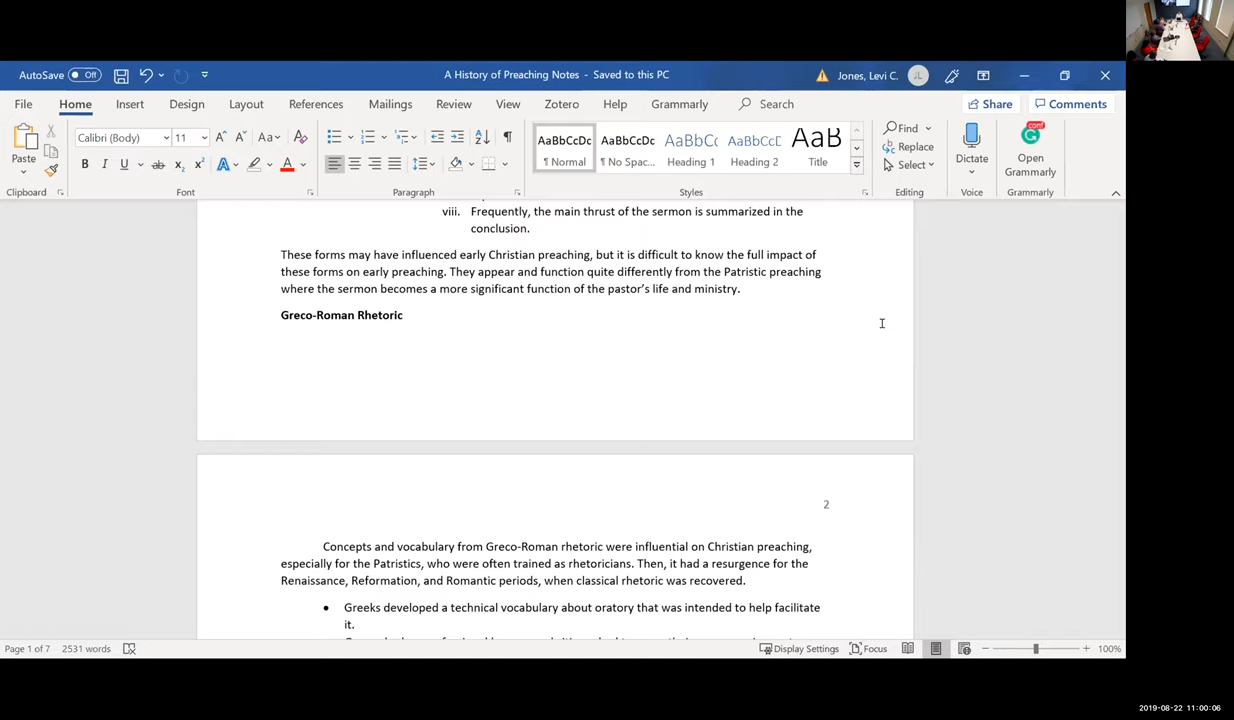 AutoSave Off
A History of Preaching Notes - Saved to this PC
Jones, Levi C. JL
File Home Insert Design Layout References Mailings Review View Zotero Help Grammarly Search
Share Comments
Calibri (Body) 11
Paste
AaBbCcDc AaBbCcDc AaBbCc AaBbCcD AaB
¶ Normal ¶ No Spac... Heading 1 Heading 2 Title
Find
Replace
Select
Dictate
Open
Grammarly
Clipboard Font Paragraph Styles Editing Voice Grammarly
viii. Frequently, the main thrust of the sermon is summarized in the
conclusion.
These forms may have influenced early Christian preaching, but it is difficult to know the full impact of
these forms on early preaching. They appear and function quite differently from the Patristic preaching
where the sermon becomes a more significant function of the pastor's life and ministry.
Greco-Roman Rhetoric
2
Concepts and vocabulary from Greco-Roman rhetoric were influential on Christian preaching,
especially for the Patristics, who were often trained as rhetoricians. Then, it had a resurgence for the
Renaissance, Reformation, and Romantic periods, when classical rhetoric was recovered.
• Greeks developed a technical vocabulary about oratory that was intended to help facilitate
it.
Page 1 of 7 2531 words
Display Settings Focus 100%
2019-08-22 11:00:06